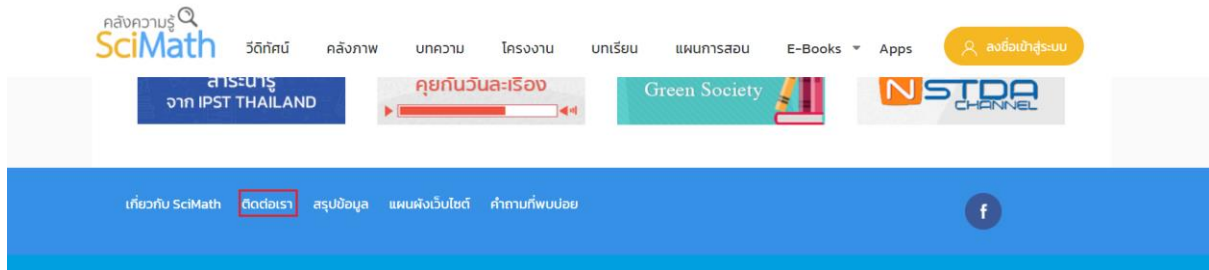 คลังความรู้
SciMath
วีดิทัศน์ คลังภาพ บทความ โครงงาน บทเรียน แผนการสอน E-Books Apps ลงชื่อเข้าสู่ระบบ
สาระน่ารู้
จาก IPST THAILAND
คุยกันวันละเรื่อง
Green Society
NSTDA
CHANNEL
เกี่ยวกับ SciMath ติดต่อเรา สรุปข้อมูล แผนผังเว็บไซต์ คำถามที่พบบ่อย
f